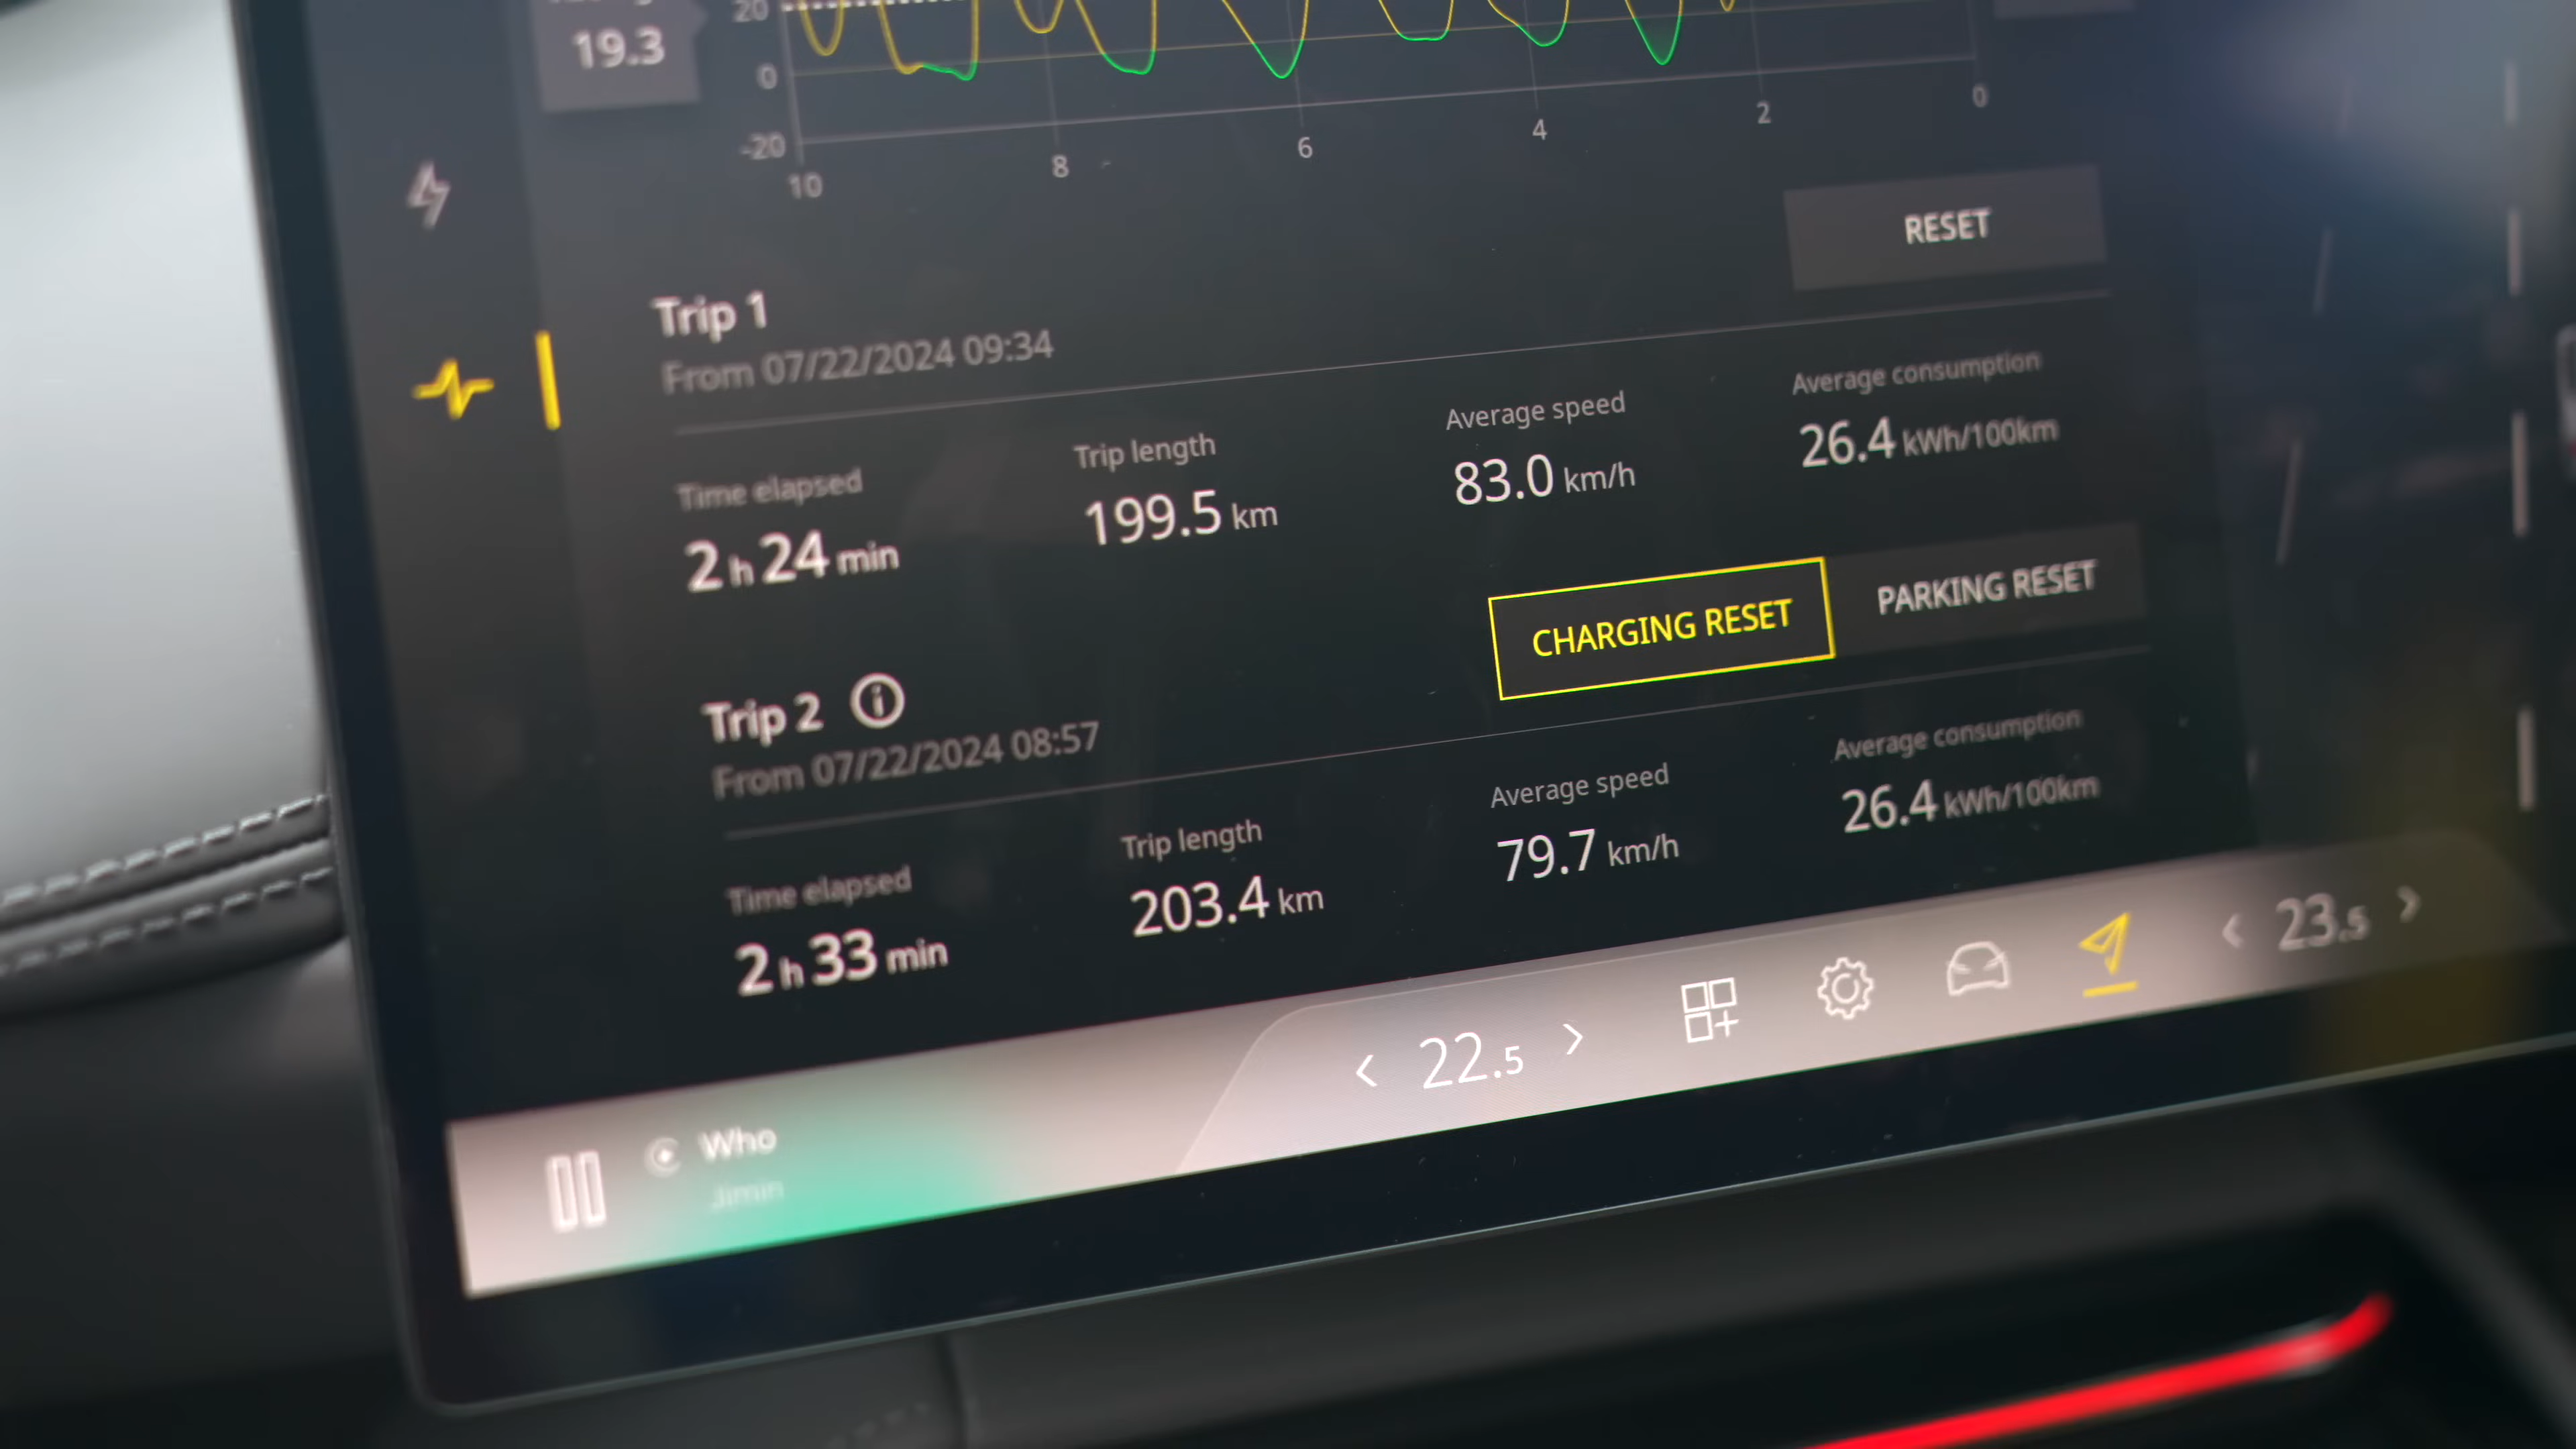 20
19.3
0
-20
10
8
6
4
2
0
RESET
Trip 1
From 07/22/2024 09:34
Time elapsed
2 h 24 min
Trip length
199.5 km
Average speed
83.0 km/h
Average consumption
26.4 kWh/100km
CHARGING RESET
PARKING RESET
Trip 2
From 07/22/2024 08:57
Time elapsed
2 h 33 min
Trip length
203.4 km
Average speed
79.7 km/h
Average consumption
26.4 kWh/100km
22.5
23.5
Who
Jimin